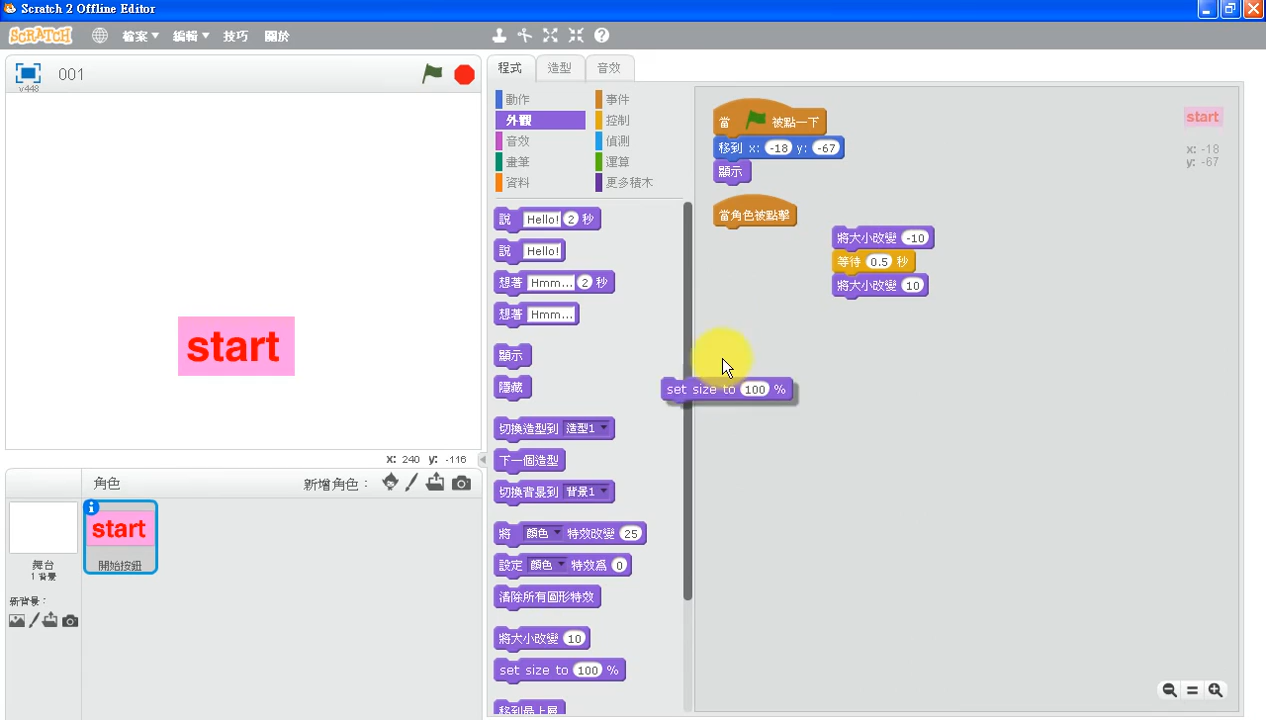 Scratch 2 Offline Editor
SCRATCH 檔案 編輯 技巧 關於
v448 001
程式 造型 音效
動作 事件
外觀 控制
音效 偵測
畫筆 運算
資料 更多積木
說 Hello! 2 秒
說 Hello!
想著 Hmm... 2 秒
想著 Hmm...
顯示
隱藏
切換造型到 造型1
下一個造型
切換背景到 背景1
將 顏色 特效改變 25
設定 顏色 特效為 0
清除所有圖形特效
將大小改變 10
set size to 100 %
移到最上層
當 被點一下
移到 x: -18 y: -67
顯示
當角色被點擊
將大小改變 -10
等待 0.5 秒
將大小改變 10
set size to 100 %
start
x: -18
y: -67
start
x: 240 y: -116
角色 新增角色：
start
開始按鈕
舞台
1 背景
新背景：